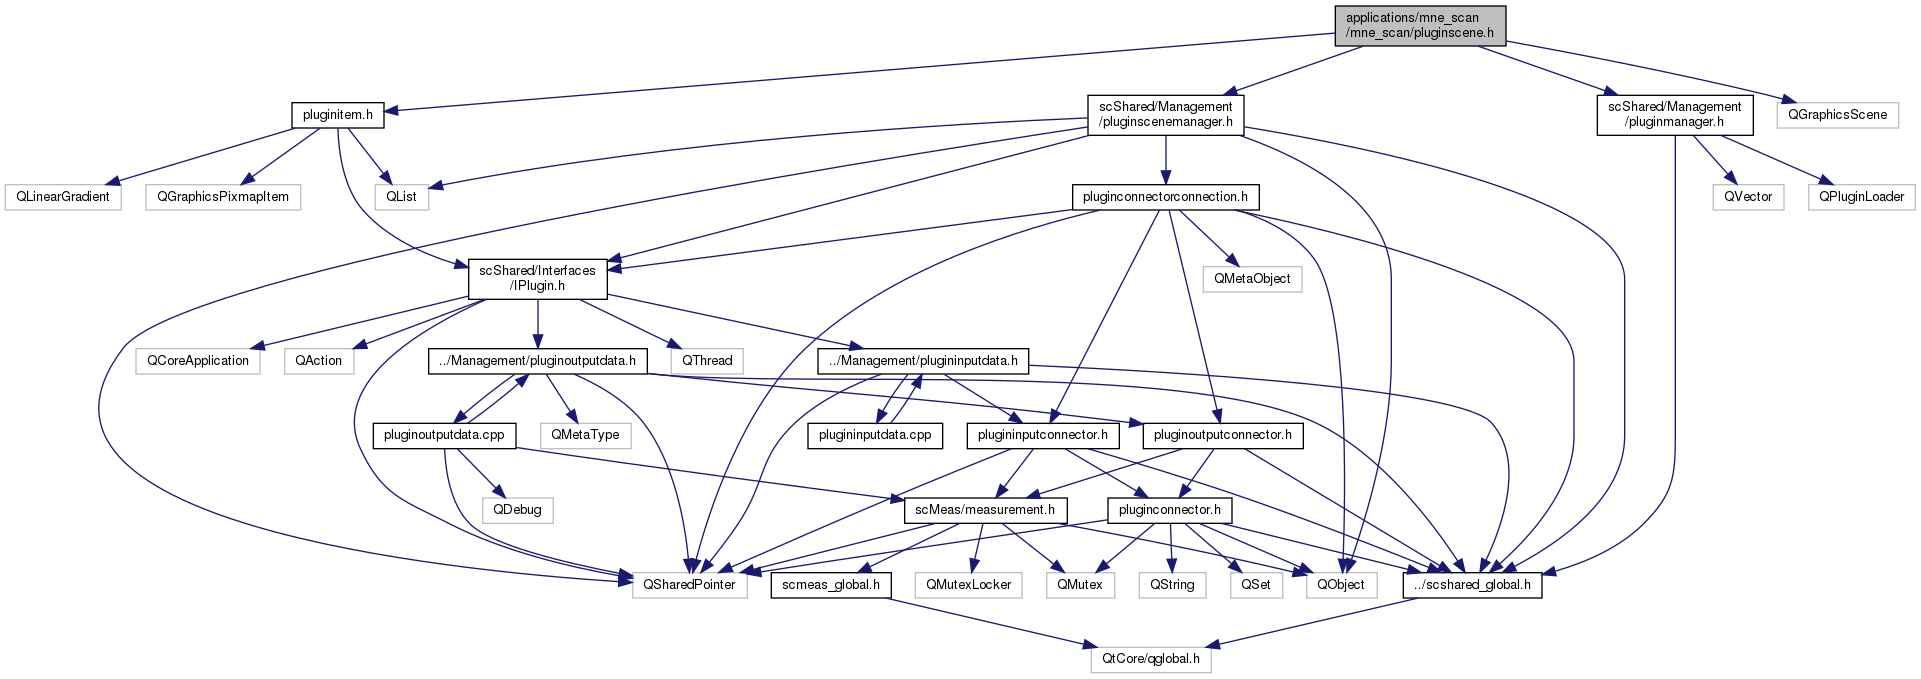 applications/mne_scan
/mne_scan/pluginscene.h
pluginitem.h
scShared/Management
/pluginscenemanager.h
scShared/Management
/pluginmanager.h
QGraphicsScene
QLinearGradient
QGraphicsPixmapItem
QList
pluginconnectorconnection.h
QVector
QPluginLoader
scShared/Interfaces
/IPlugin.h
QMetaObject
QCoreApplication
QAction
../Management/pluginoutputdata.h
QThread
../Management/plugininputdata.h
pluginoutputdata.cpp
QMetaType
plugininputdata.cpp
plugininputconnector.h
pluginoutputconnector.h
QDebug
scMeas/measurement.h
pluginconnector.h
QSharedPointer
scmeas_global.h
QMutexLocker
QMutex
QString
QSet
QObject
../scshared_global.h
QtCore/qglobal.h